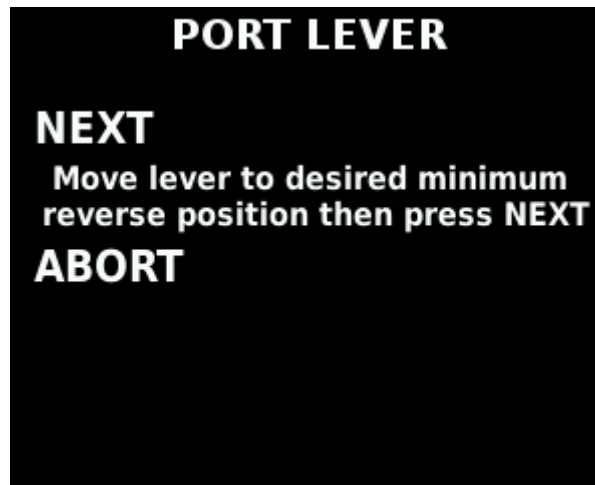 PORT LEVER
NEXT
Move lever to desired minimum
reverse position then press NEXT
ABORT